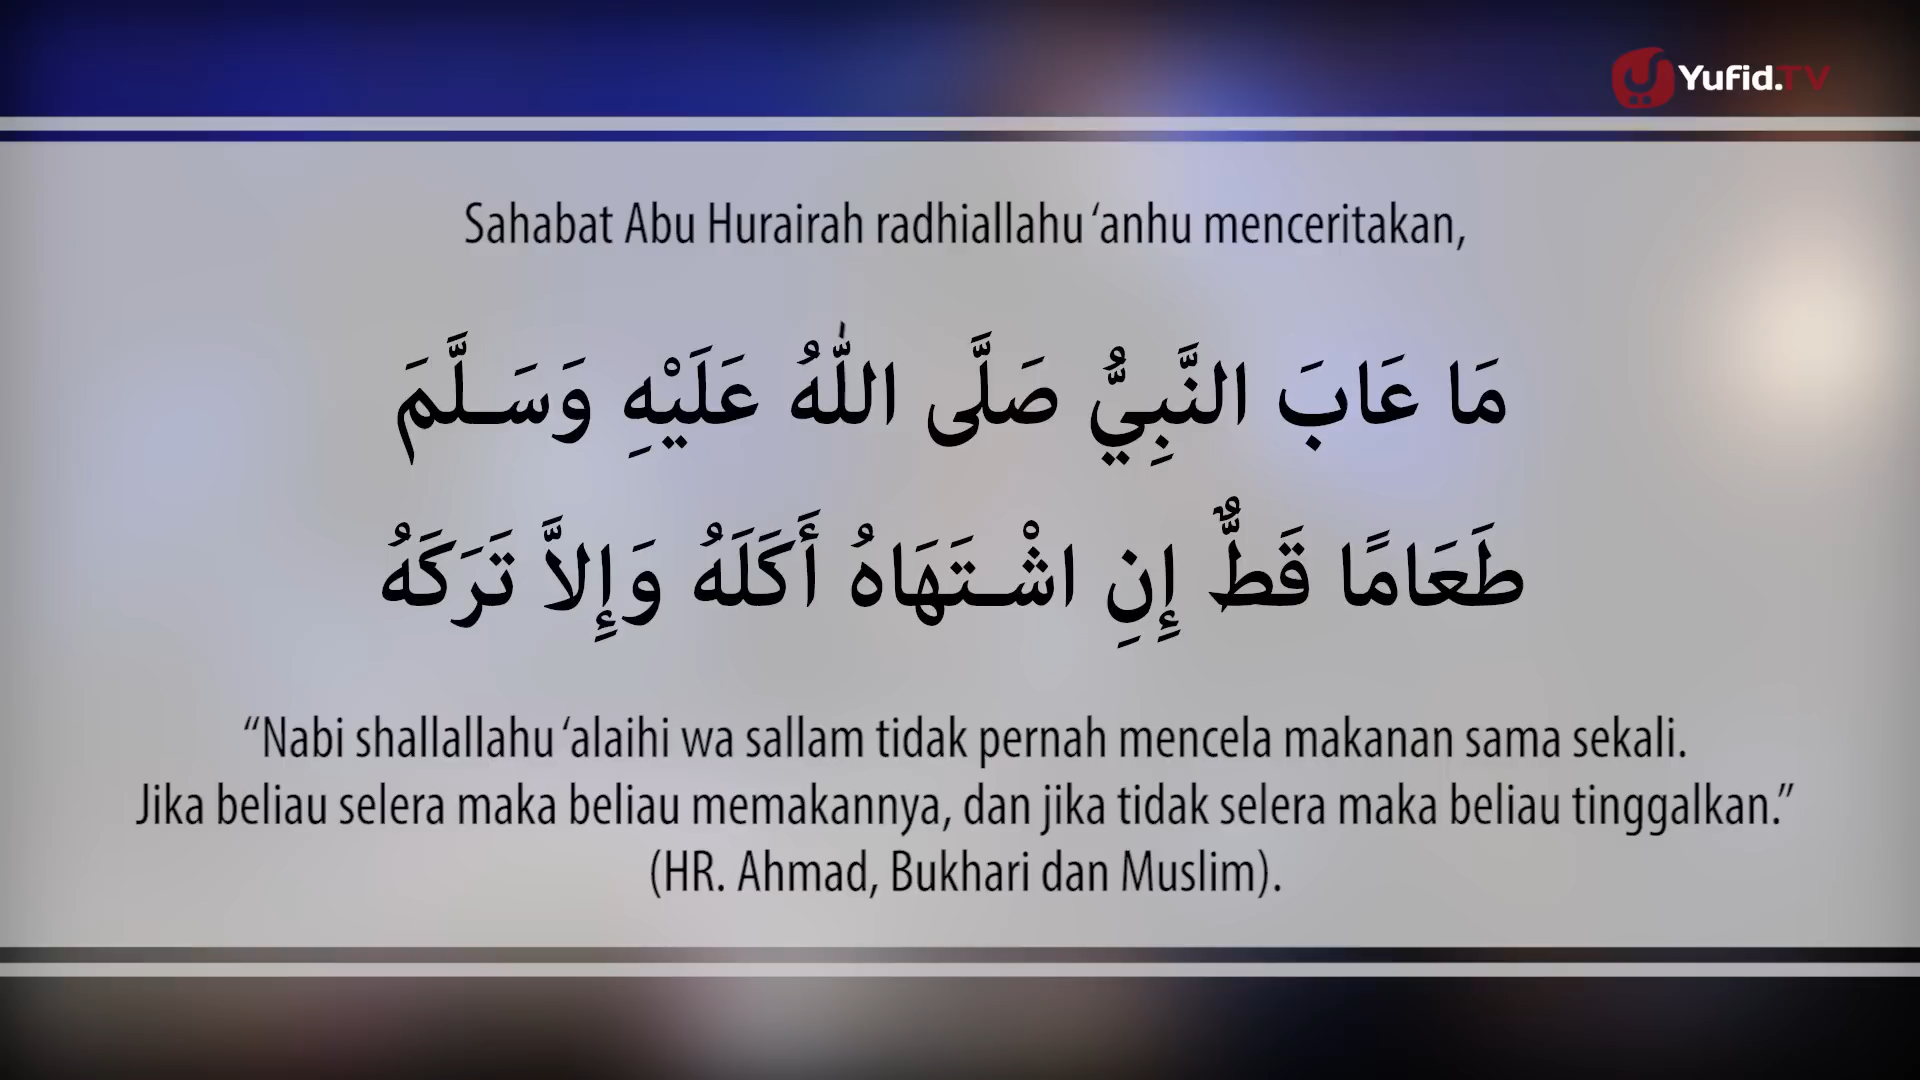 Yufid.TV
Sahabat Abu Hurairah radhiallahu ‘anhu menceritakan,
مَا عَابَ النَّبِيُّ صَلَّى اللّٰهُ عَلَيْهِ وَسَـلَّمَ
طَعَامًا قَطٌّ إِنِ اشْـتَهَاهُ أَكَلَهُ وَإِلاَّ تَرَكَهُ
“Nabi shallallahu ‘alaihi wa sallam tidak pernah mencela makanan sama sekali.
Jika beliau selera maka beliau memakannya, dan jika tidak selera maka beliau tinggalkan.”
(HR. Ahmad, Bukhari dan Muslim).